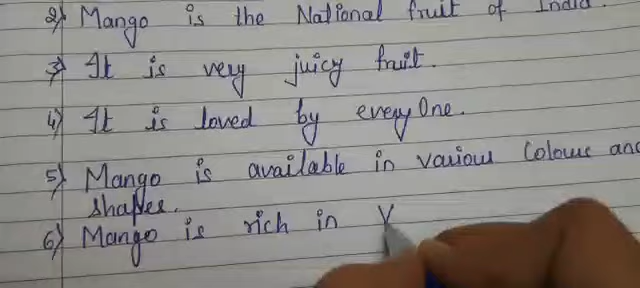 2) Mango is the National fruit of India.
3) It is very juicy fruit.
4) It is loved by everyOne.
5) Mango is available in various Colours and
shapes.
6) Mango is rich in V